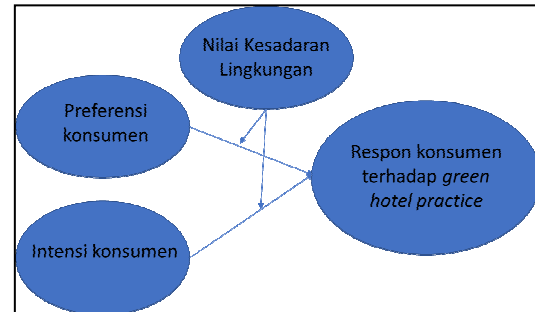 Nilai Kesadaran
Lingkungan
Preferensi
konsumen
Respon konsumen
terhadap green
hotel practice
Intensi konsumen